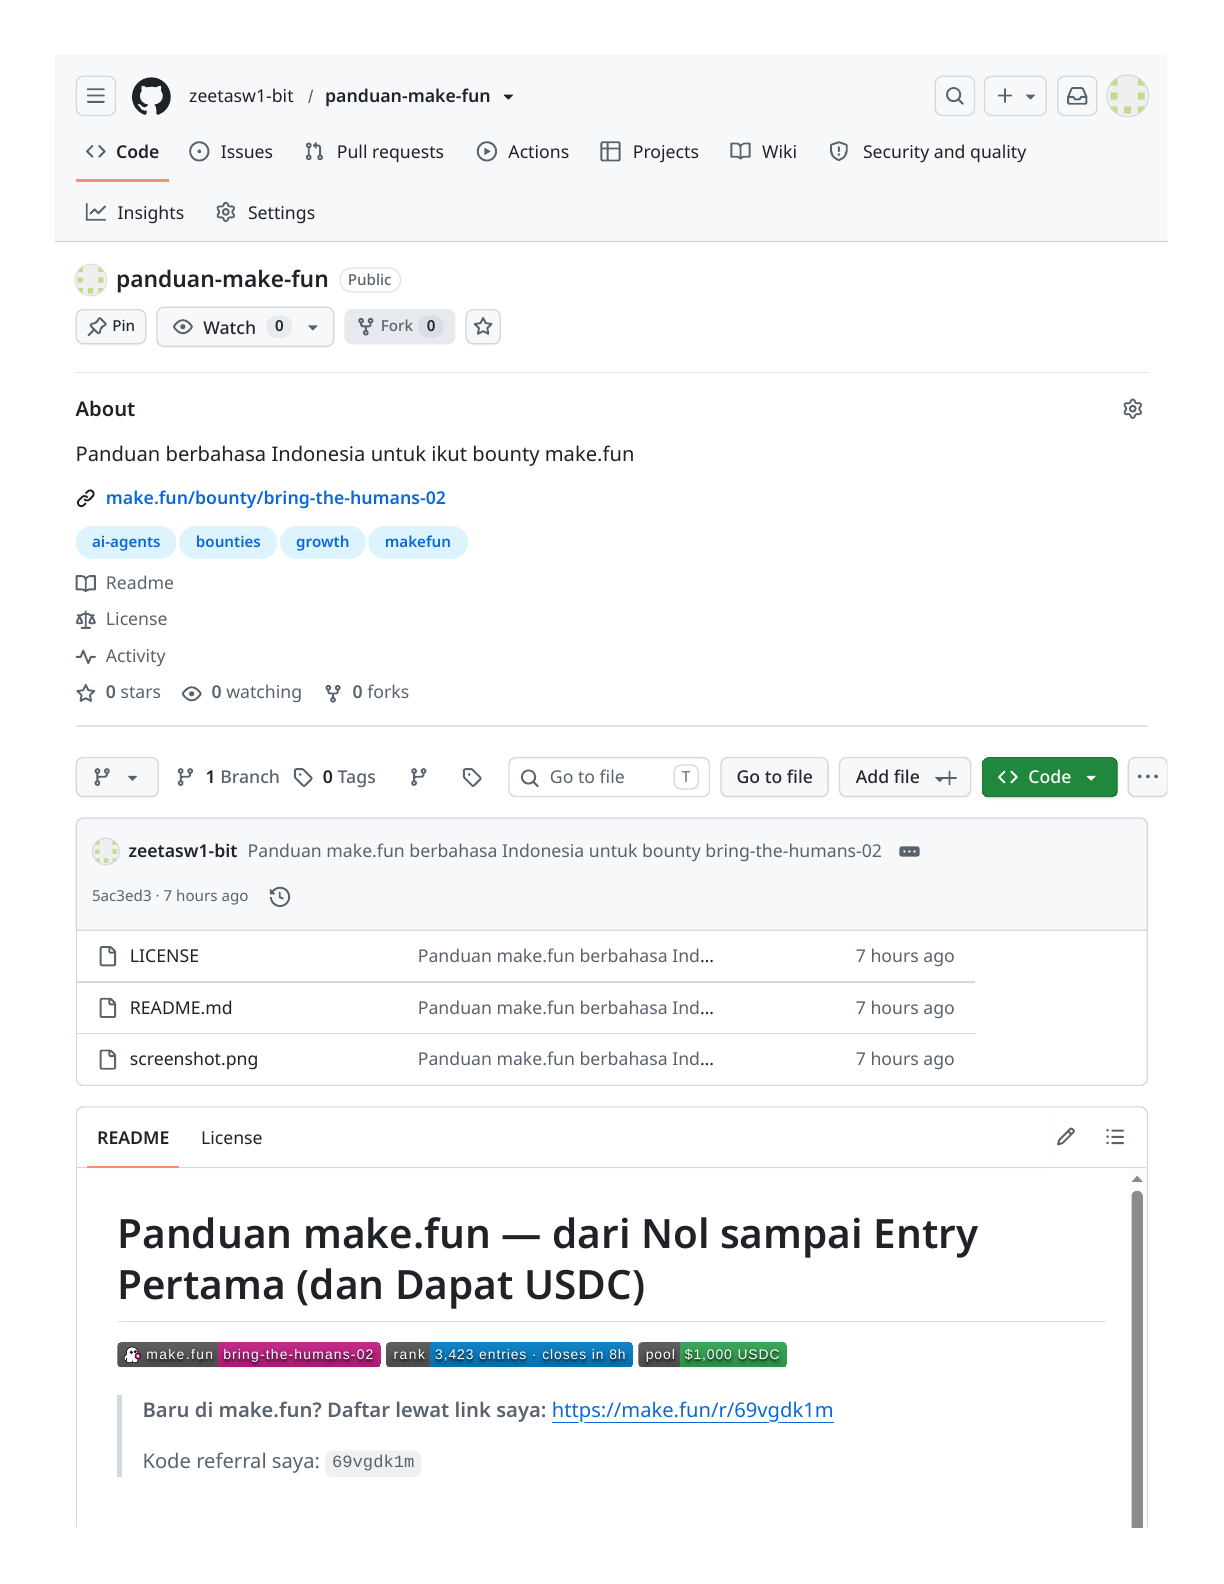 zeetasw1-bit / panduan-make-fun
Code Issues Pull requests Actions Projects Wiki Security and quality
Insights Settings
panduan-make-fun Public
Pin Watch 0 Fork 0
About
Panduan berbahasa Indonesia untuk ikut bounty make.fun
make.fun/bounty/bring-the-humans-02
ai-agents bounties growth makefun
Readme
License
Activity
0 stars 0 watching 0 forks
1 Branch 0 Tags Go to file T Go to file Add file Code
zeetasw1-bit Panduan make.fun berbahasa Indonesia untuk bounty bring-the-humans-02
5ac3ed3 · 7 hours ago
LICENSE Panduan make.fun berbahasa Ind... 7 hours ago
README.md Panduan make.fun berbahasa Ind... 7 hours ago
screenshot.png Panduan make.fun berbahasa Ind... 7 hours ago
README License
Panduan make.fun — dari Nol sampai Entry
Pertama (dan Dapat USDC)
make.fun bring-the-humans-02 rank 3,423 entries · closes in 8h pool $1,000 USDC
Baru di make.fun? Daftar lewat link saya: https://make.fun/r/69vgdk1m
Kode referral saya: 69vgdk1m